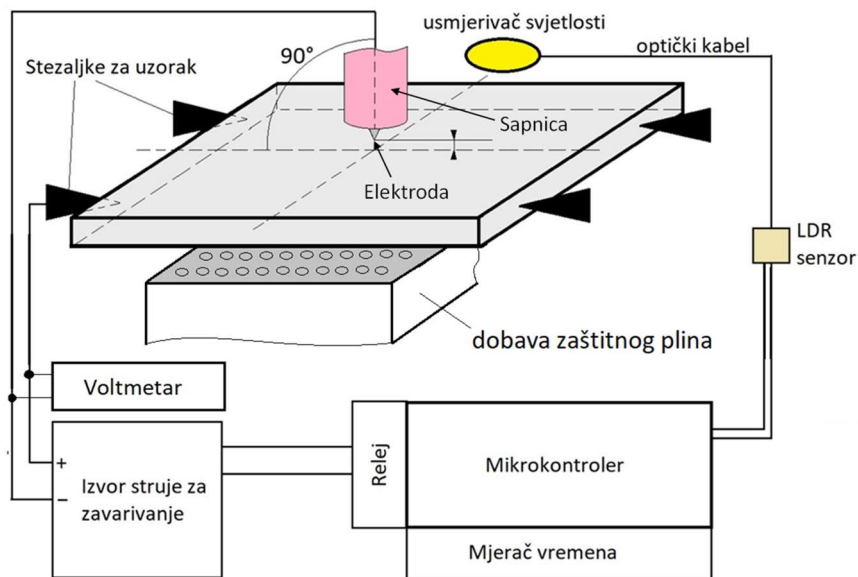 usmjerivač svjetlosti
optički kabel
90°
Stezaljke za uzorak
Sapnica
Elektroda
LDR
senzor
dobava zaštitnog plina
Voltmetar
+
−
Izvor struje za
zavarivanje
Relej
Mikrokontroler
Mjerač vremena